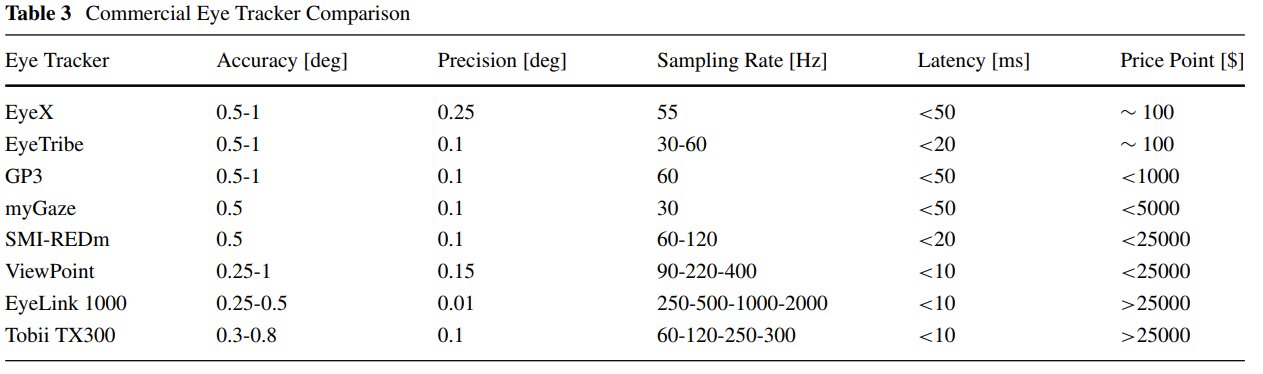 Table 3 Commercial Eye Tracker Comparison
Eye Tracker Accuracy [deg] Precision [deg] Sampling Rate [Hz] Latency [ms] Price Point [$]
EyeX 0.5-1 0.25 55 <50 ∼ 100
EyeTribe 0.5-1 0.1 30-60 <20 ∼ 100
GP3 0.5-1 0.1 60 <50 <1000
myGaze 0.5 0.1 30 <50 <5000
SMI-REDm 0.5 0.1 60-120 <20 <25000
ViewPoint 0.25-1 0.15 90-220-400 <10 <25000
EyeLink 1000 0.25-0.5 0.01 250-500-1000-2000 <10 >25000
Tobii TX300 0.3-0.8 0.1 60-120-250-300 <10 >25000